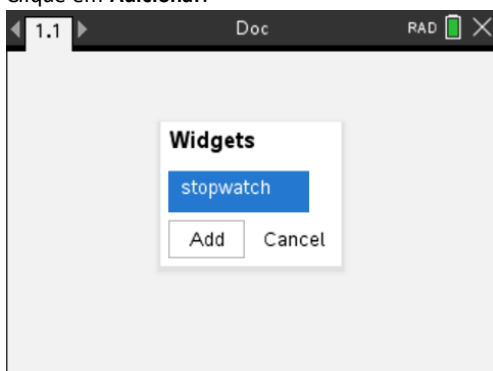 Clique em Adicionar.
1.1 Doc RAD
Widgets
stopwatch
Add Cancel